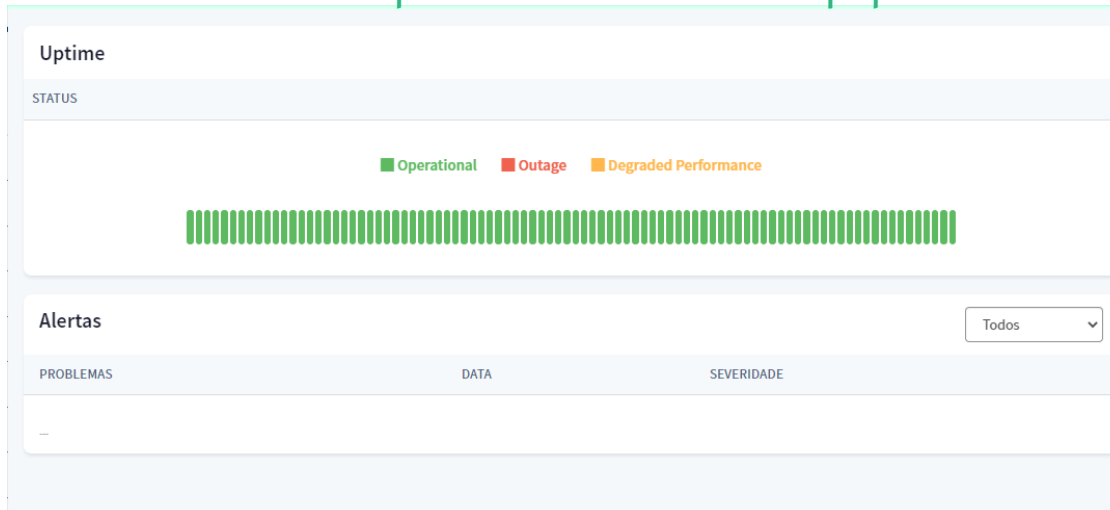 Uptime
STATUS
Operational Outage Degraded Performance
Alertas
Todos
PROBLEMAS DATA SEVERIDADE